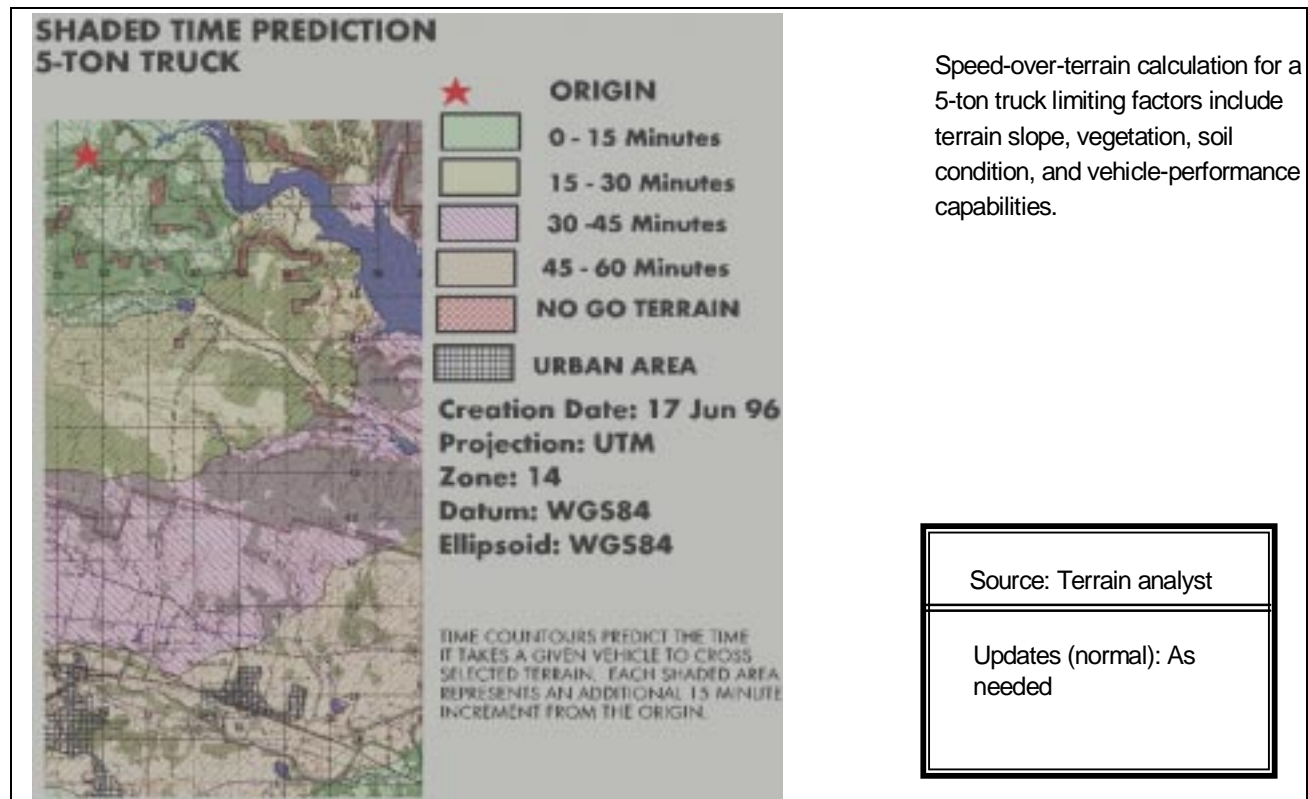 SHADED TIME PREDICTION
5-TON TRUCK
ORIGIN
0 - 15 Minutes
15 - 30 Minutes
30 -45 Minutes
45 - 60 Minutes
NO GO TERRAIN
URBAN AREA
Creation Date: 17 Jun 96
Projection: UTM
Zone: 14
Datum: WGS84
Ellipsoid: WGS84
TIME COUNTOURS PREDICT THE TIME
IT TAKES A GIVEN VEHICLE TO CROSS
SELECTED TERRAIN. EACH SHADED AREA
REPRESENTS AN ADDITIONAL 15 MINUTE
INCREMENT FROM THE ORIGIN.
Speed-over-terrain calculation for a
5-ton truck limiting factors include
terrain slope, vegetation, soil
condition, and vehicle-performance
capabilities.
Source: Terrain analyst
Updates (normal): As
needed